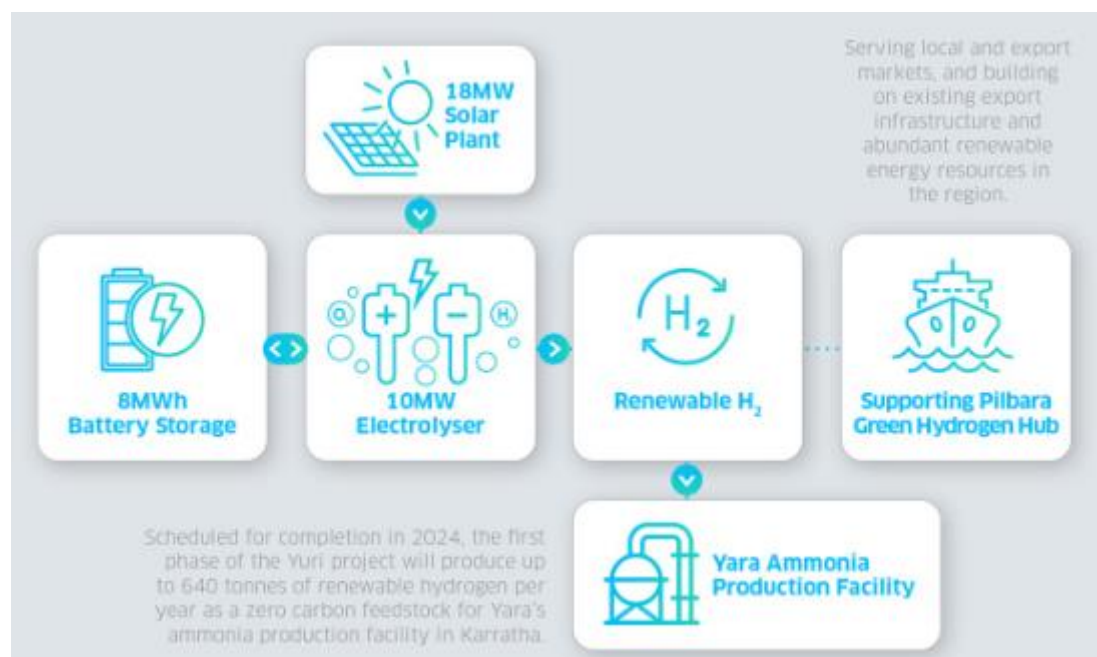 Serving local and export
markets, and building
on existing export
infrastructure and
abundant renewable
energy resources in
the region.
18MW
Solar
Plant
8MWh
Battery Storage
O₂
+
−
H₂
10MW
Electrolyser
H₂
Renewable H₂
Supporting Pilbara
Green Hydrogen Hub
Scheduled for completion in 2024, the first
phase of the Yuri project will produce up
to 640 tonnes of renewable hydrogen per
year as a zero carbon feedstock for Yara's
ammonia production facility in Karratha.
Yara Ammonia
Production Facility